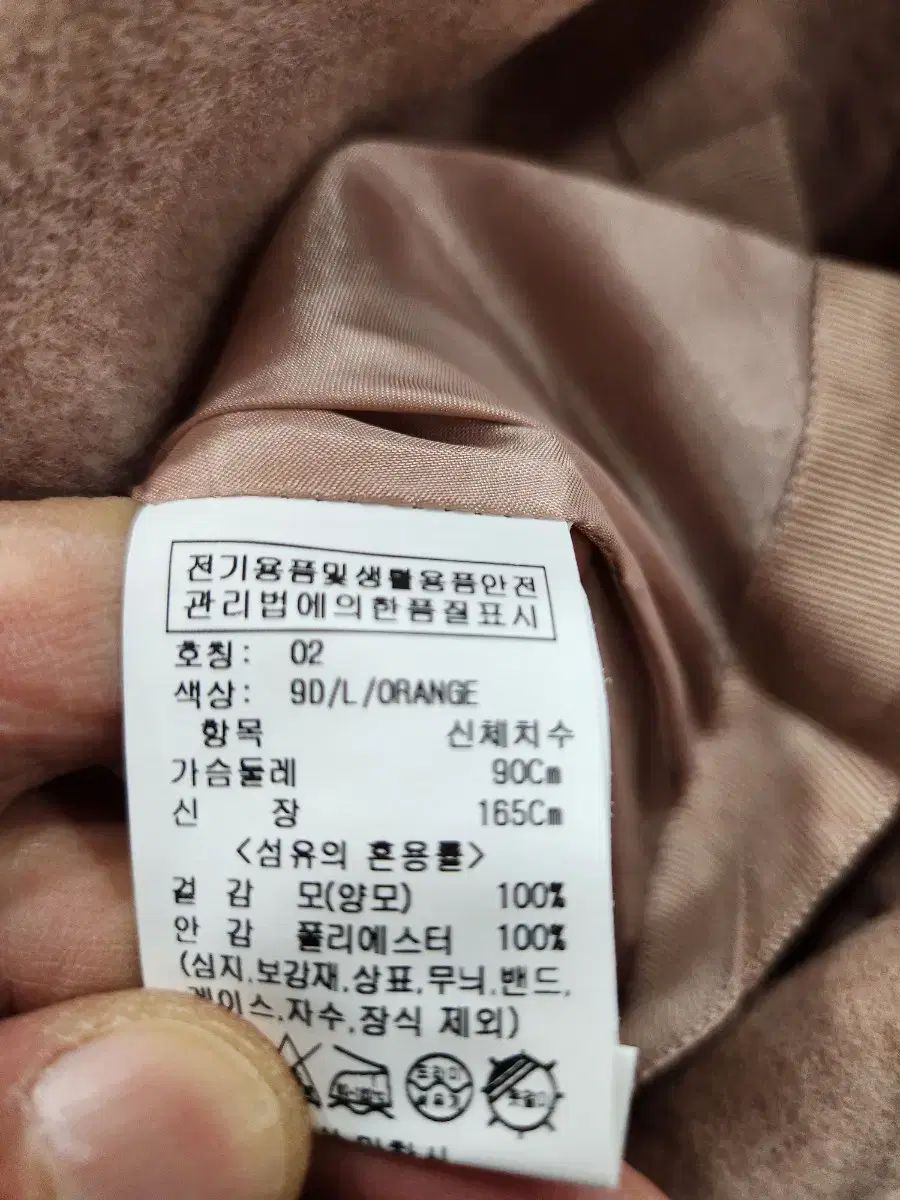 전기용품및생활용품안전
관리법에의한품질표시
호칭: 02
색상: 9D/L/ORANGE
항목 신체치수
가슴둘레 90Cm
신 장 165Cm
<섬유의 혼용률>
겉 감 모(양모) 100%
안 감 폴리에스터 100%
(심지.보강재.상표.무늬.밴드.
레이스.자수.장식 제외)
드라이